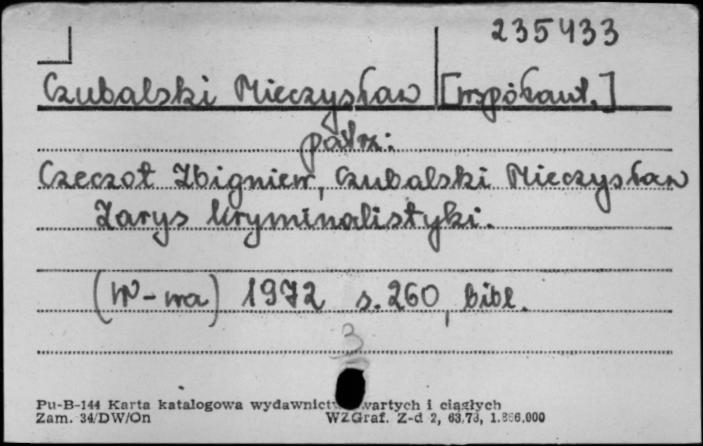 235433
Czubalski Mieczysław [współaut.]
patrz:
Czeczot Zbigniew, Czubalski Mieczysław
Zarys kryminalistyki.
(W-wa) 1972 s. 260, bibl.
3
Pu-B-144 Karta katalogowa wydawnictw zwartych i ciągłych
Zam. 34/DW/On WZGraf. Z-d 2, 63,73, 1.886.000